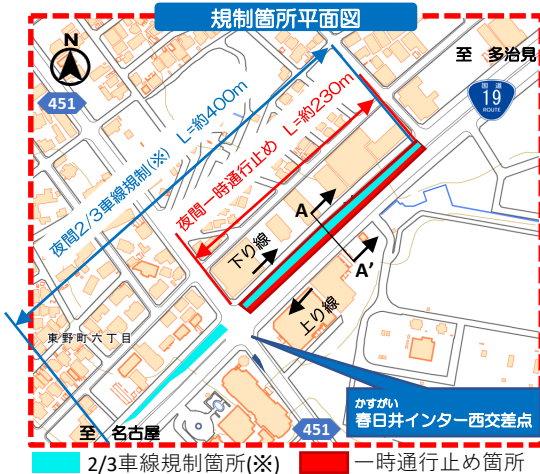 規制箇所平面図
N
至 多治見
451
国道
19
ROUTE
夜間2/3車線規制(※) L=約400m
夜間一時通行止め L=約230m
A
A'
下り線
上り線
東野町六丁目
かすがい
春日井インター西交差点
至 名古屋
451
2/3車線規制箇所(※)
一時通行止め箇所